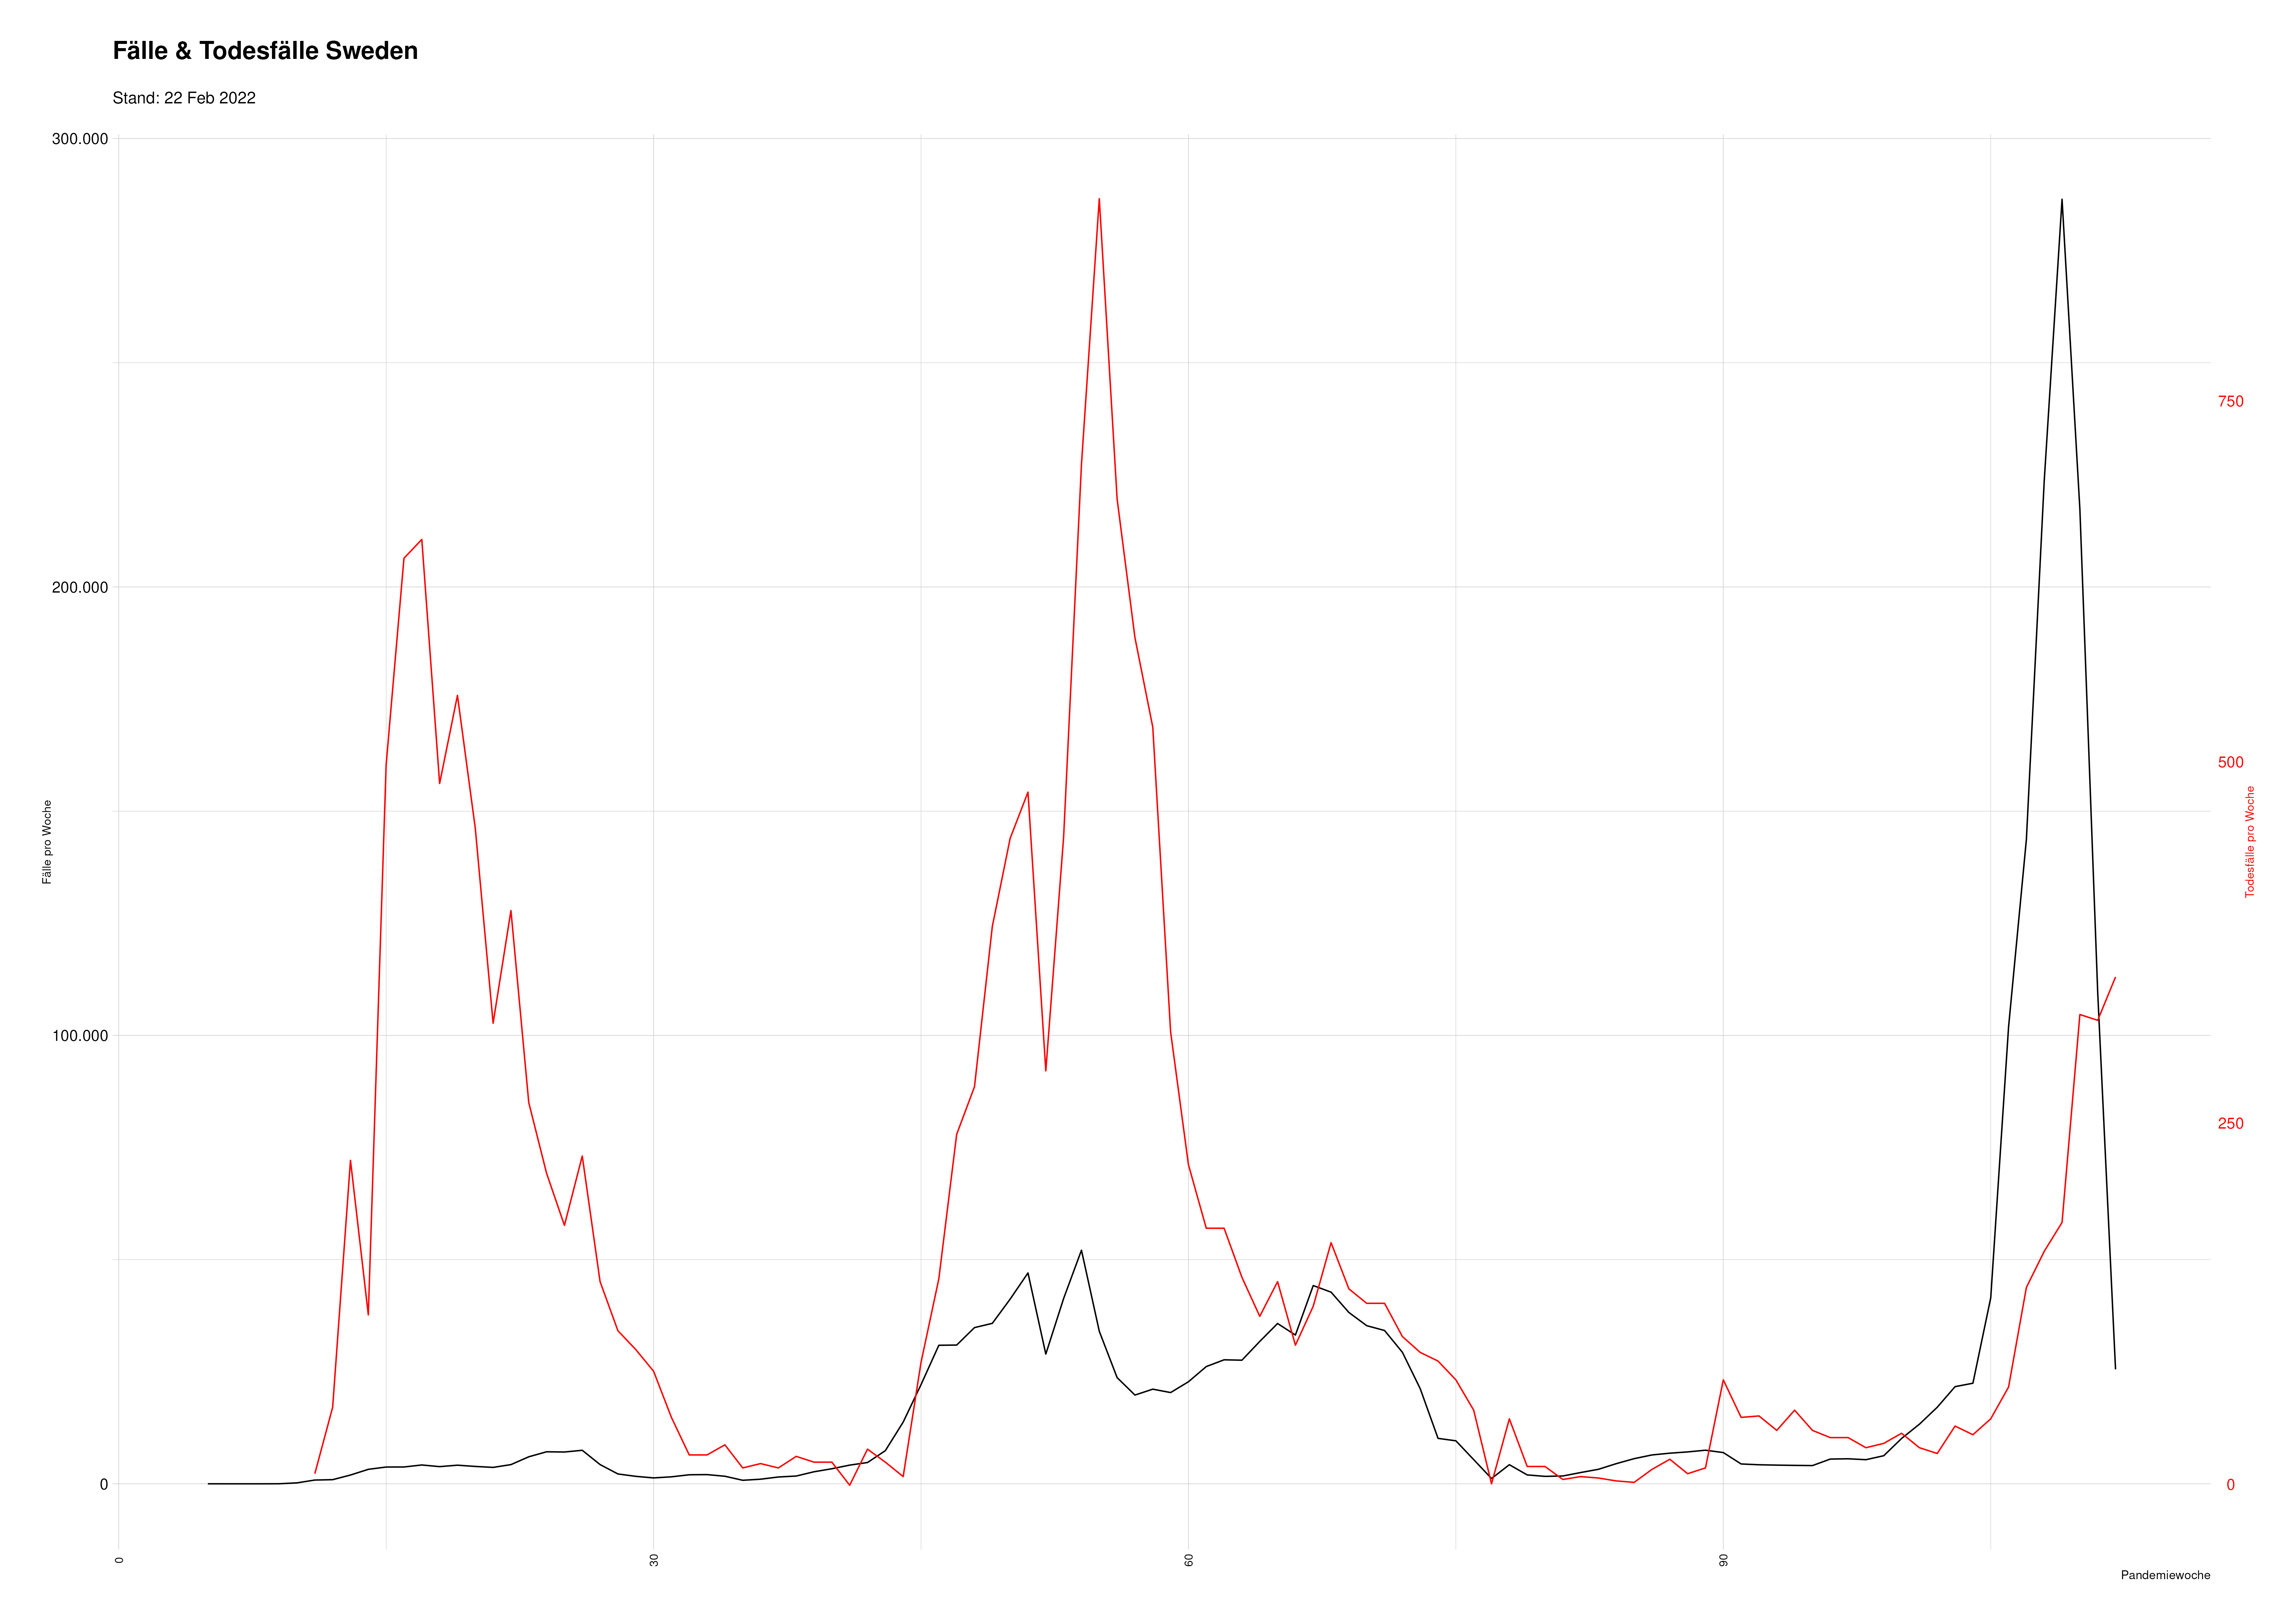 Fälle & Todesfälle Sweden
Stand: 22 Feb 2022
300.000
200.000
100.000
0
Fälle pro Woche
750
500
250
0
Todesfälle pro Woche
0
30
60
90
Pandemiewoche